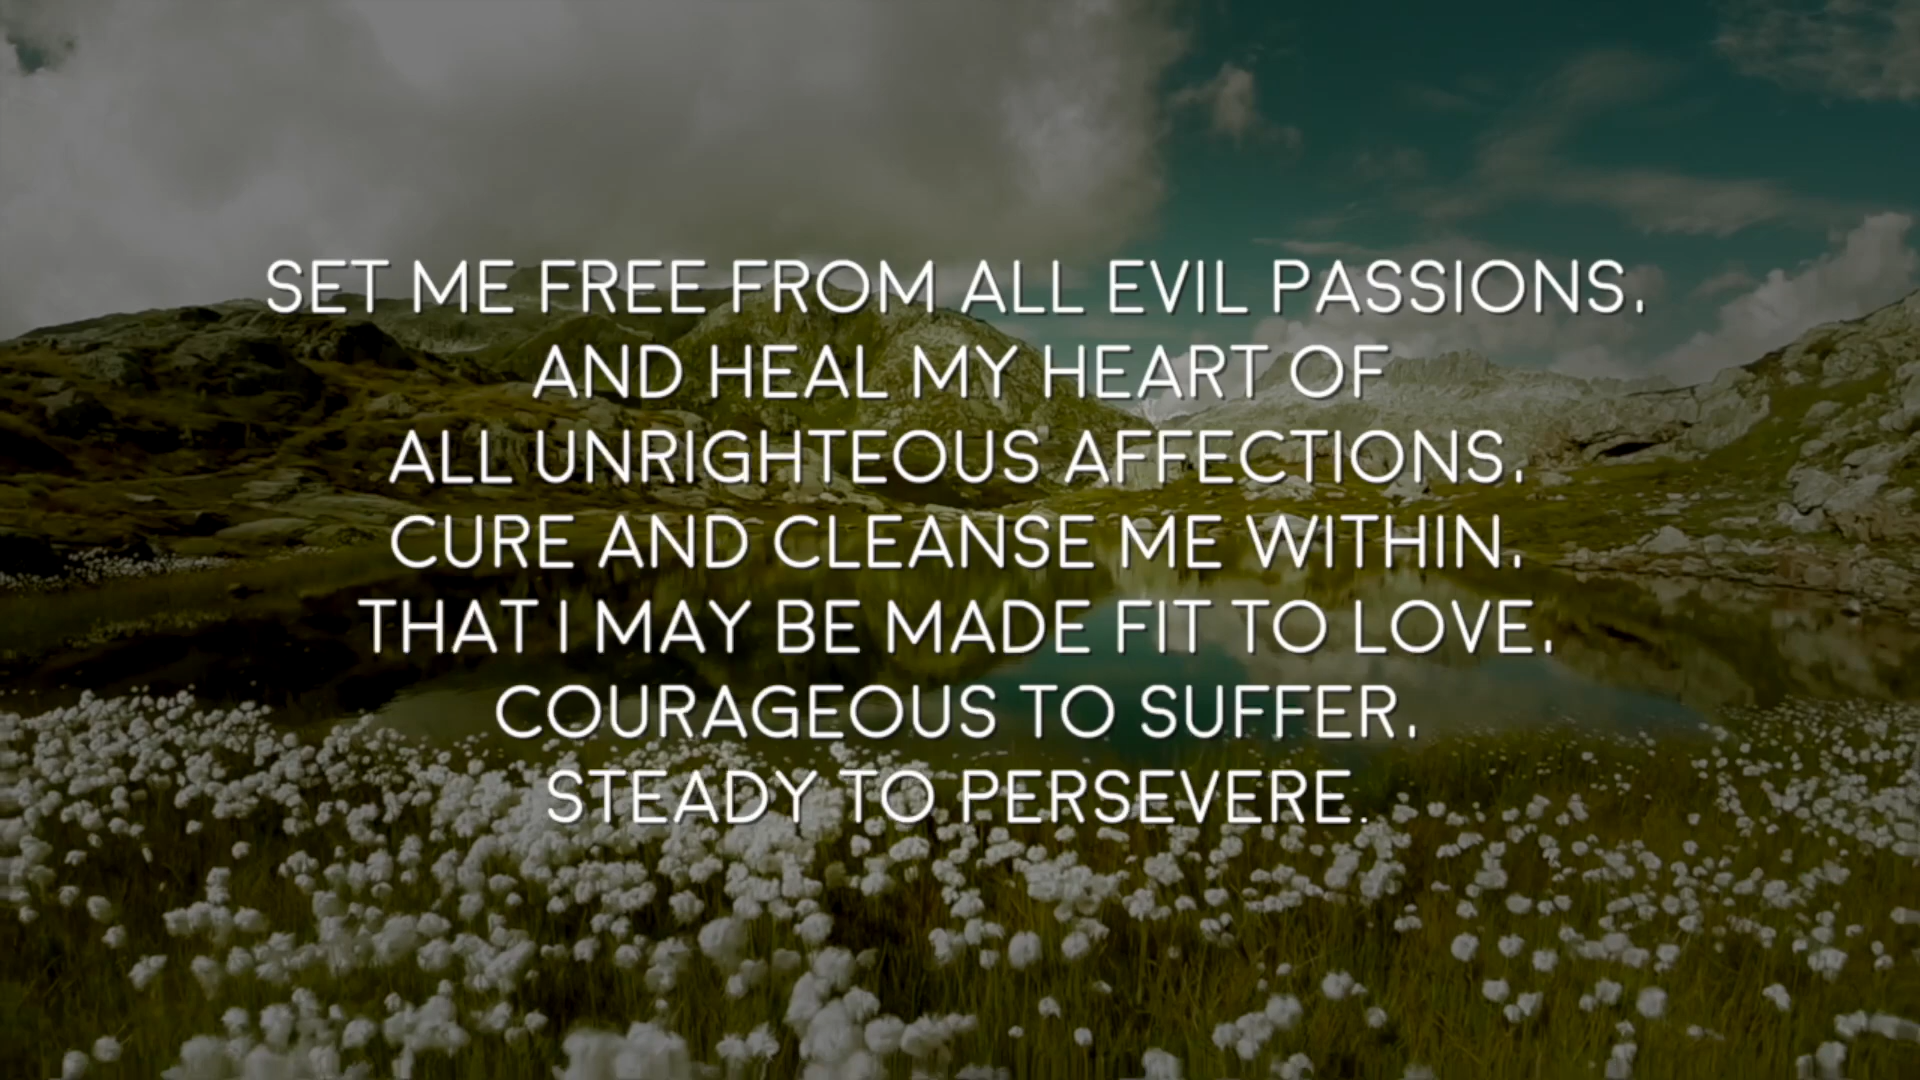 SET ME FREE FROM ALL EVIL PASSIONS,
AND HEAL MY HEART OF
ALL UNRIGHTEOUS AFFECTIONS,
CURE AND CLEANSE ME WITHIN,
THAT I MAY BE MADE FIT TO LOVE,
COURAGEOUS TO SUFFER,
STEADY TO PERSEVERE.